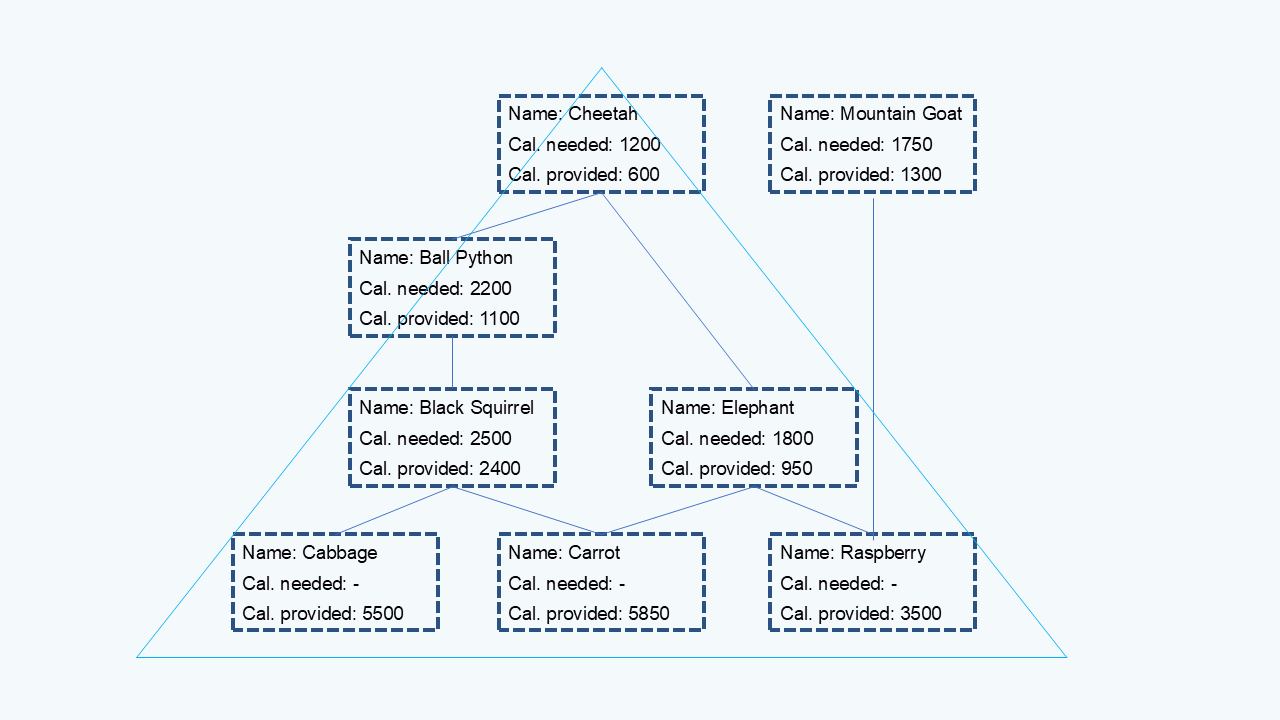 Name: Cheetah
Cal. needed: 1200
Cal. provided: 600
Name: Mountain Goat
Cal. needed: 1750
Cal. provided: 1300
Name: Ball Python
Cal. needed: 2200
Cal. provided: 1100
Name: Black Squirrel
Cal. needed: 2500
Cal. provided: 2400
Name: Elephant
Cal. needed: 1800
Cal. provided: 950
Name: Cabbage
Cal. needed: -
Cal. provided: 5500
Name: Carrot
Cal. needed: -
Cal. provided: 5850
Name: Raspberry
Cal. needed: -
Cal. provided: 3500